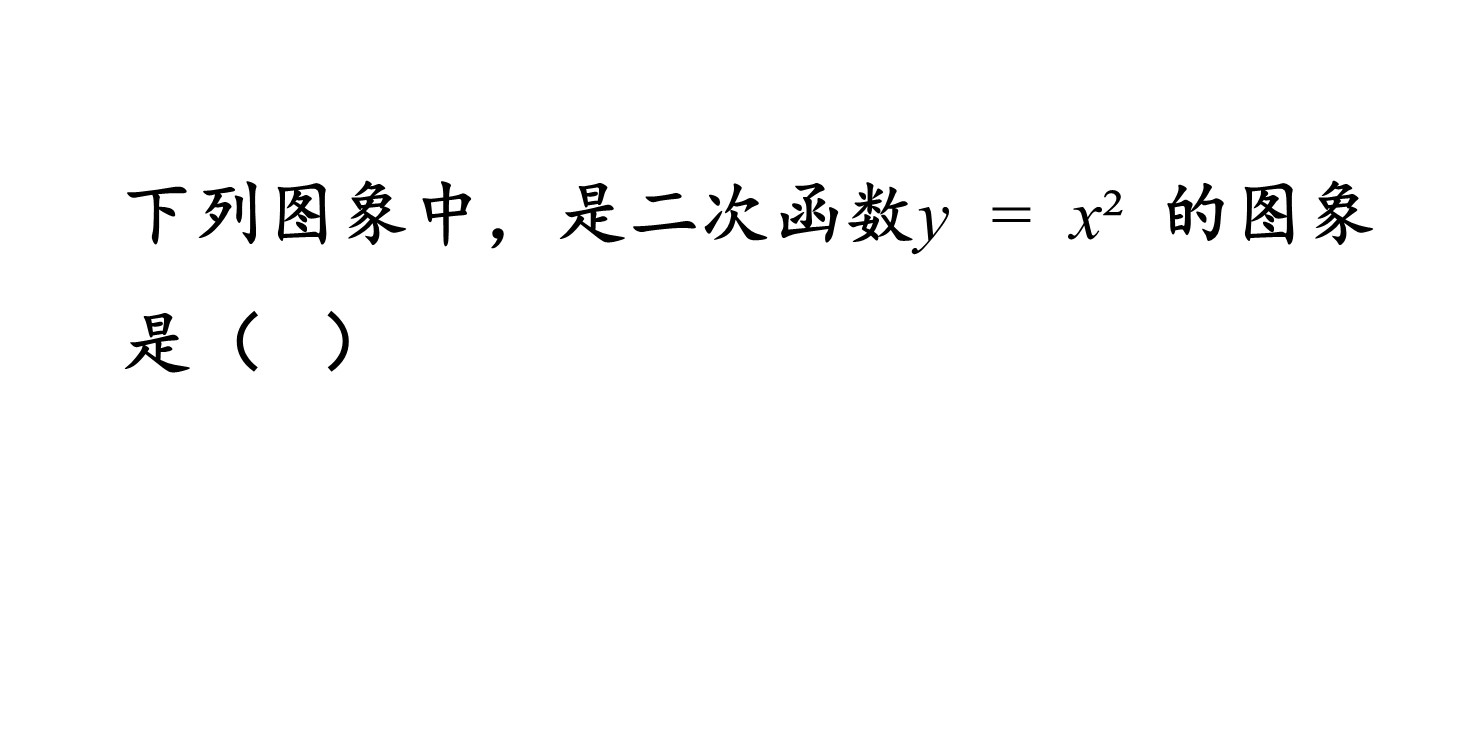 下列图象中，是二次函数y = x² 的图象
是（ ）